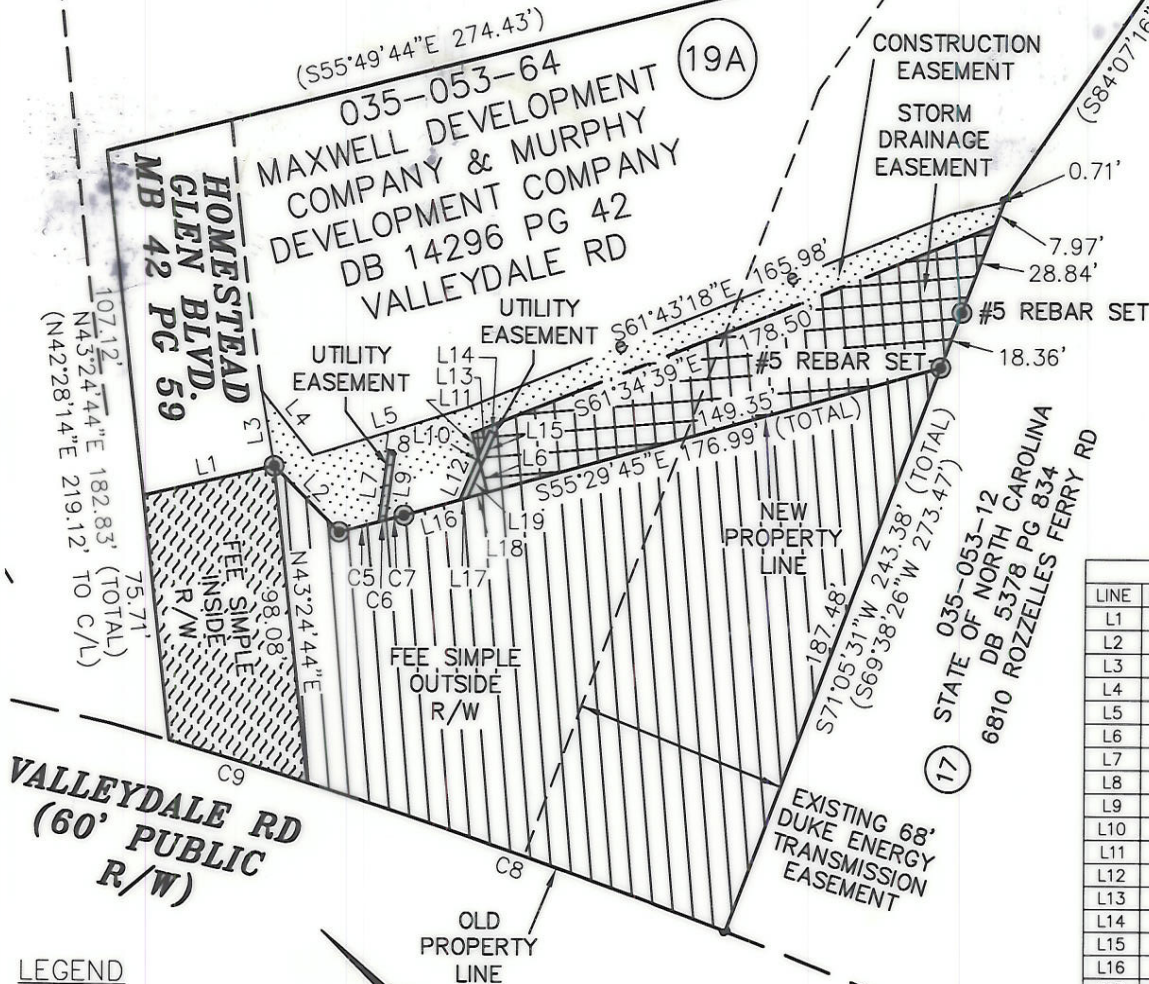 (S55°49'44"E 274.43')
035-053-64
MAXWELL DEVELOPMENT
COMPANY & MURPHY
DEVELOPMENT COMPANY
DB 14296 PG 42
VALLEYDALE RD
19A
CONSTRUCTION
EASEMENT
STORM
DRAINAGE
EASEMENT
(S84°07'16"
0.71'
7.97'
28.84'
#5 REBAR SET
18.36'
HOMESTEAD
GLEN BLVD.
MB 42 PG 59
107.12'
N43°24'44"E 182.83' (TOTAL)
(N42°28'14"E 219.12' TO C/L)
75.71'
UTILITY
EASEMENT
UTILITY
EASEMENT
S61°43'18"E 165.98'
e
e
178.50'
S61°34'39"E
#5 REBAR SET
149.35'
S55°29'45"E 176.99' (TOTAL)
L1
L2
L3
L4
L5
L7
L8
L9
L10
L11
L13
L14
L12
L15
L6
L16
L17
L18
L19
C5
C6
C7
FEE SIMPLE
INSIDE
R/W
98.08'
N43°24'44"E
FEE SIMPLE
OUTSIDE
R/W
NEW
PROPERTY
LINE
187.48'
S71°05'31"W 243.38' (TOTAL)
(S69°38'26"W 273.47')
17
035-053-12
STATE OF NORTH CAROLINA
DB 5378 PG 834
6810 ROZZELLES FERRY RD
EXISTING 68'
DUKE ENERGY
TRANSMISSION
EASEMENT
C9
C8
VALLEYDALE RD
(60' PUBLIC
R/W)
OLD
PROPERTY
LINE
LEGEND
LINE
L1
L2
L3
L4
L5
L6
L7
L8
L9
L10
L11
L12
L13
L14
L15
L16